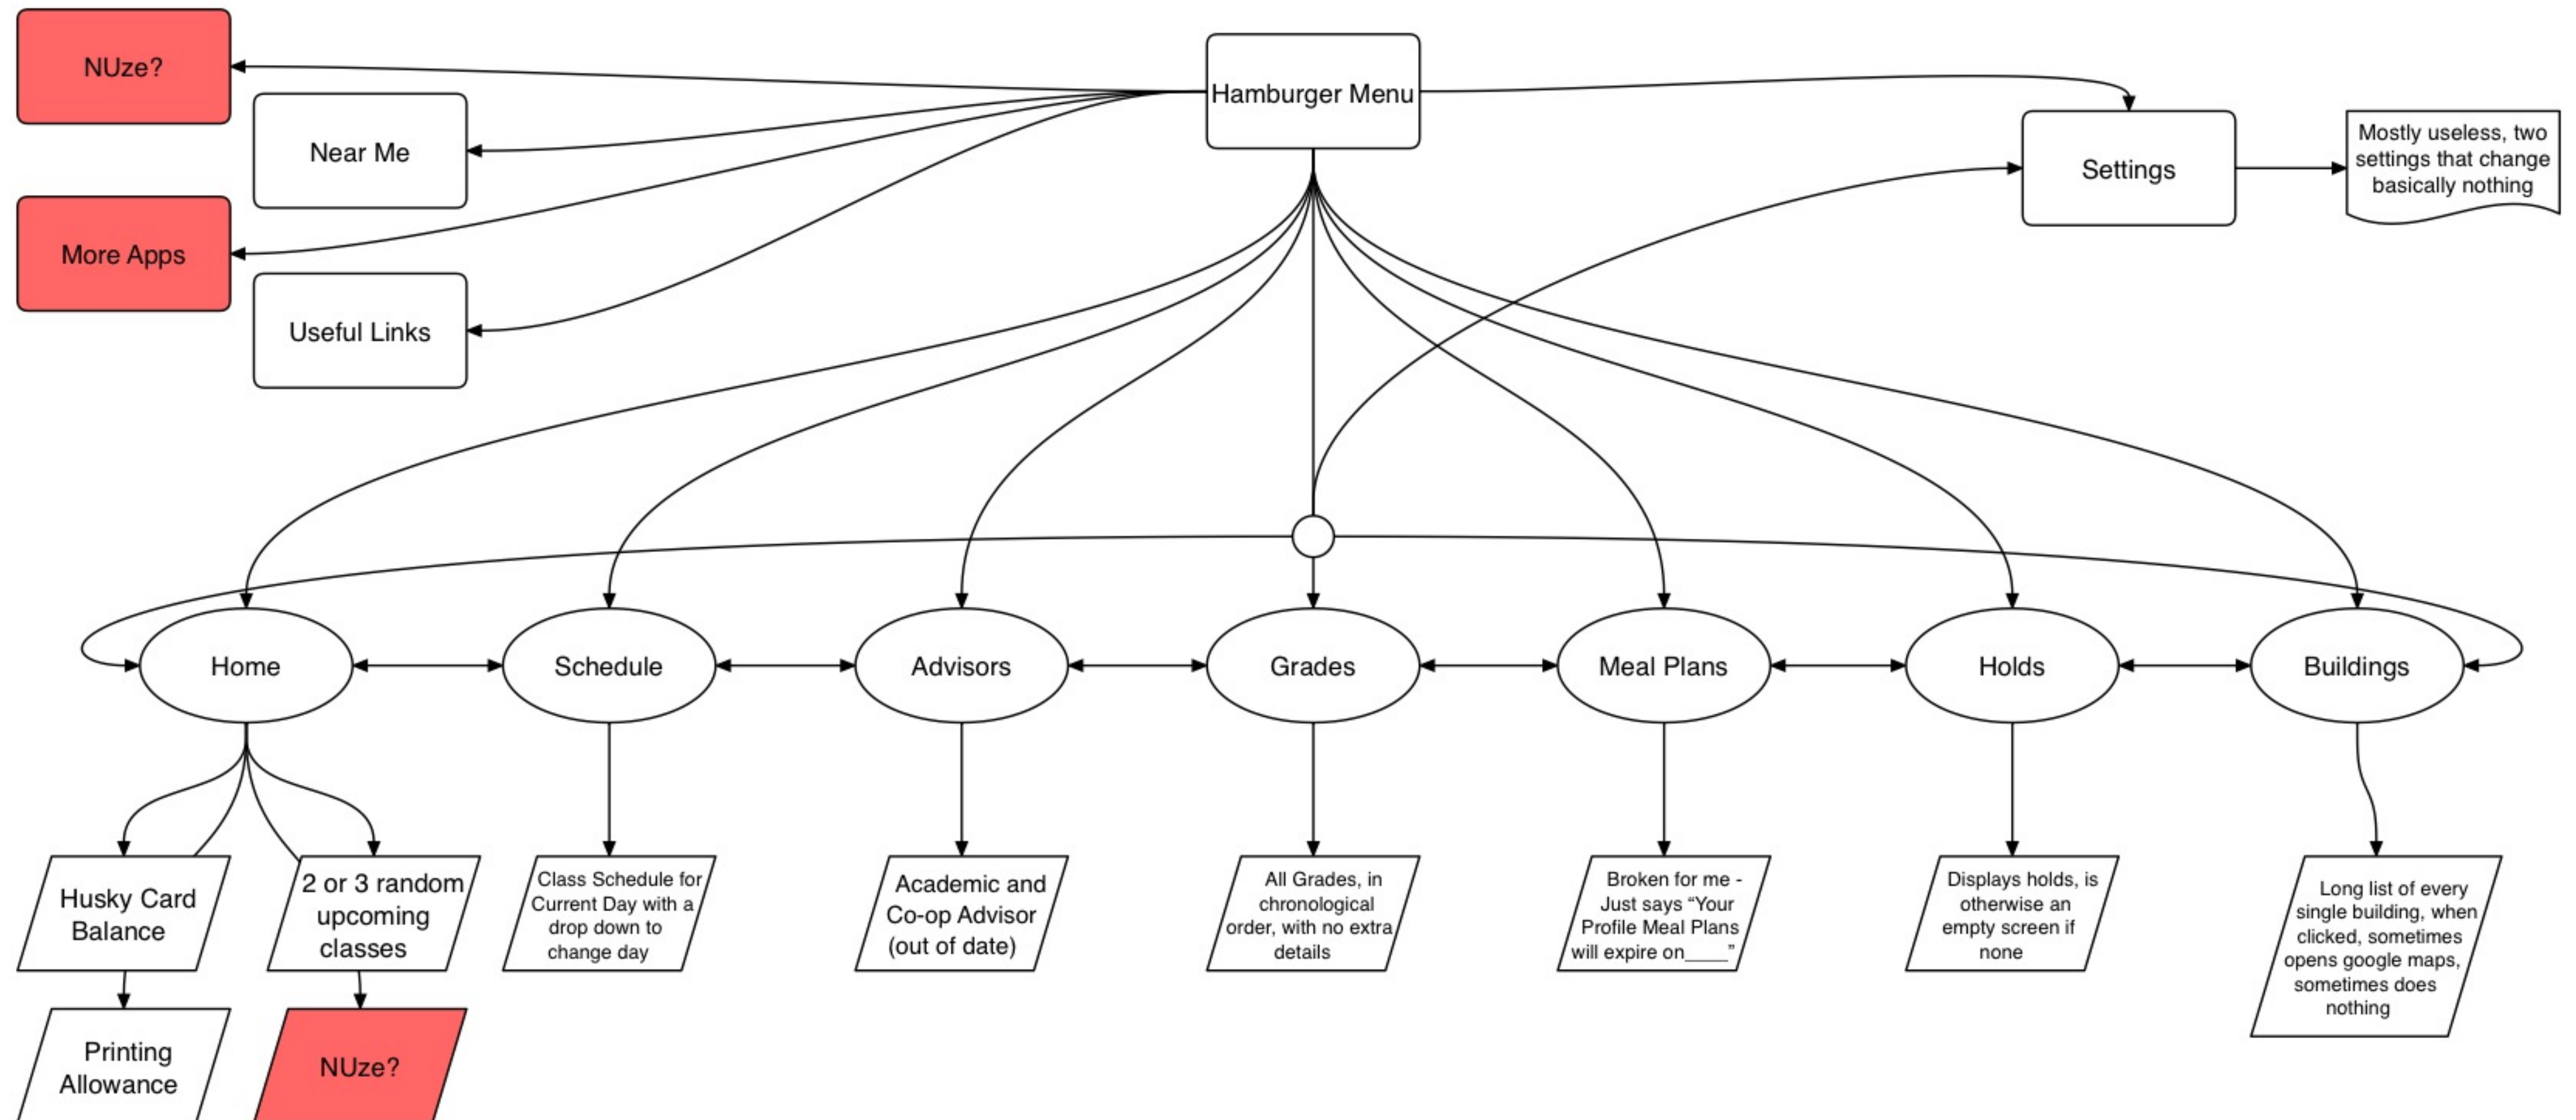 NUze?
Hamburger Menu
Near Me
Settings
Mostly useless, two
settings that change
basically nothing
More Apps
Useful Links
Home
Schedule
Advisors
Grades
Meal Plans
Holds
Buildings
Husky Card
Balance
2 or 3 random
upcoming
classes
Class Schedule for
Current Day with a
drop down to
change day
Academic and
Co-op Advisor
(out of date)
All Grades, in
chronological
order, with no extra
details
Broken for me -
Just says “Your
Profile Meal Plans
will expire on____”
Displays holds, is
otherwise an
empty screen if
none
Long list of every
single building, when
clicked, sometimes
opens google maps,
sometimes does
nothing
Printing
Allowance
NUze?